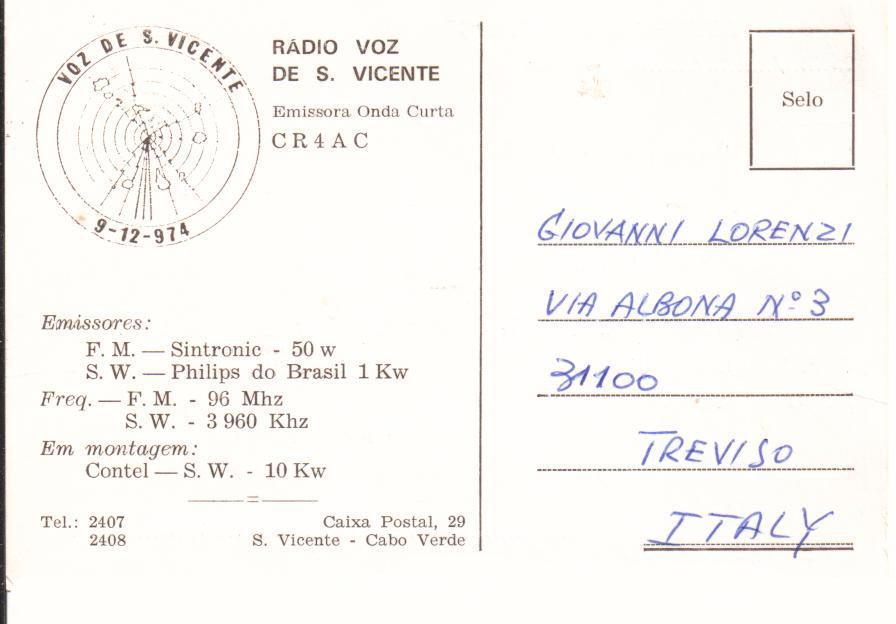 VOZ DE S. VICENTE
9-12-974
RÁDIO VOZ
DE S. VICENTE
Emissora Onda Curta
CR4AC
Emissores:
F. M. — Sintronic - 50 w
S. W. — Philips do Brasil 1 Kw
Freq. — F. M. - 96 Mhz
S. W. - 3 960 Khz
Em montagem:
Contel — S. W. - 10 Kw
Tel.: 2407
2408
Caixa Postal, 29
S. Vicente - Cabo Verde
Selo
GIOVANNI LORENZI
VIA ALBONA Nº 3
31100
TREVISO
ITALY